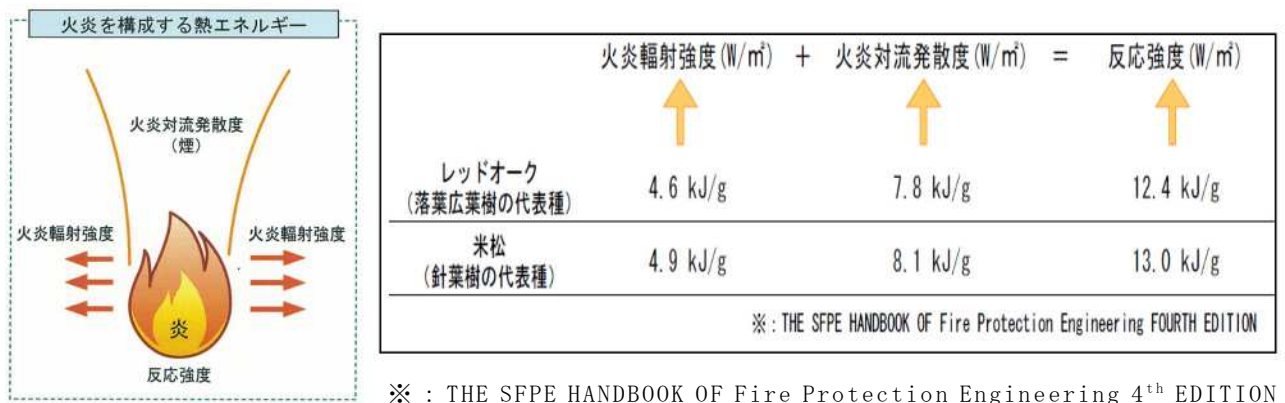 火炎を構成する熱エネルギー
火炎対流発散度
(煙)
火炎輻射強度
火炎輻射強度
炎
反応強度
火炎輻射強度(W/㎡) + 火炎対流発散度(W/㎡) = 反応強度(W/㎡)
レッドオーク
(落葉広葉樹の代表種)
4.6 kJ/g 7.8 kJ/g 12.4 kJ/g
米松
(針葉樹の代表種)
4.9 kJ/g 8.1 kJ/g 13.0 kJ/g
※:THE SFPE HANDBOOK OF Fire Protection Engineering FOURTH EDITION
※ : THE SFPE HANDBOOK OF Fire Protection Engineering 4th EDITION